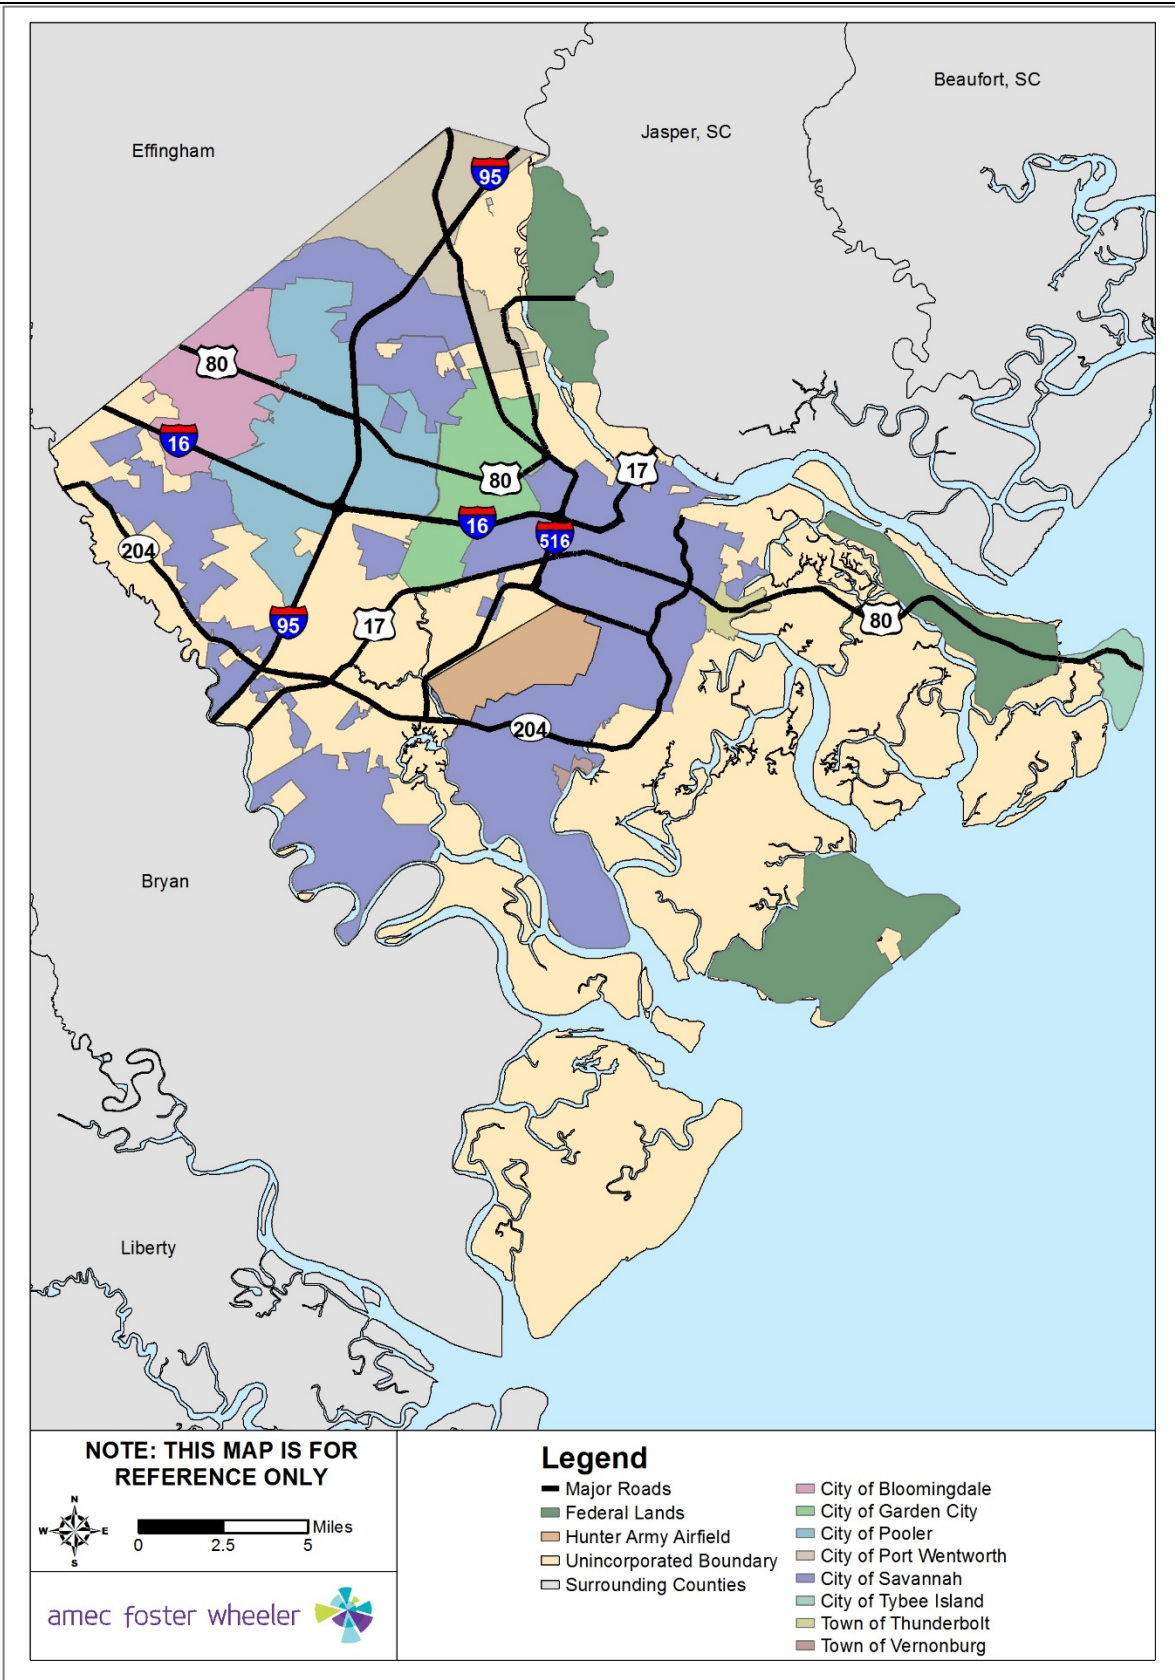 Beaufort, SC
Jasper, SC
Effingham
95
80
16
17
80
16
516
204
95
17
80
204
Bryan
Liberty
NOTE: THIS MAP IS FOR
REFERENCE ONLY
N
W E
S
0 2.5 5 Miles
amec foster wheeler
Legend
Major Roads
Federal Lands
Hunter Army Airfield
Unincorporated Boundary
Surrounding Counties
City of Bloomingdale
City of Garden City
City of Pooler
City of Port Wentworth
City of Savannah
City of Tybee Island
Town of Thunderbolt
Town of Vernonburg